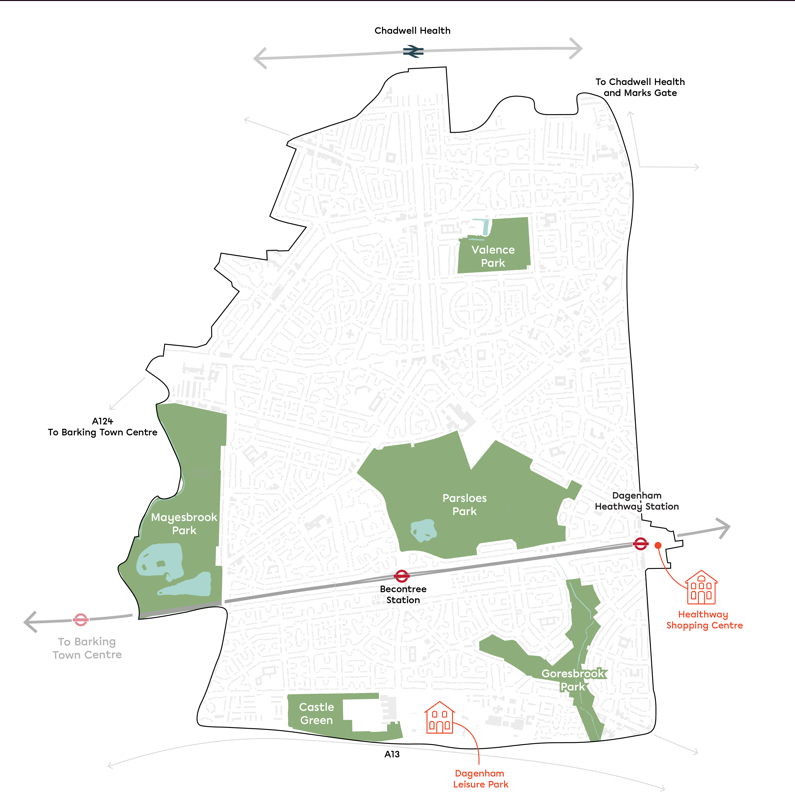 Chadwell Health
To Chadwell Health
and Marks Gate
Valence
Park
A124
To Barking Town Centre
Parsloes
Park
Dagenham
Heathway Station
Mayesbrook
Park
Becontree
Station
Healthway
Shopping Centre
To Barking
Town Centre
Goresbrook
Park
Castle
Green
A13
Dagenham
Leisure Park